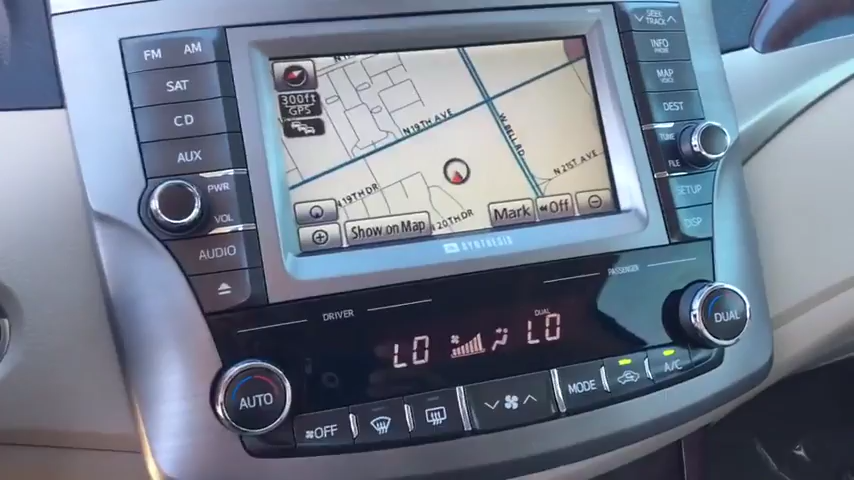 FM AM
SAT
CD
AUX
PWR
VOL
AUDIO
SEEK
TRACK
INFO
MAP
VOICE
DEST
TUNE
FILE
SETUP
DISP
300ft
GPS
N 19TH AVE
W BELL RD
N 21ST AVE
N 19TH DR
N 20TH DR
Show on Map
Mark
Off
JBL SYNTHESIS
DRIVER
PASSENGER
LO
DUAL
LO
AUTO
DUAL
OFF
MODE
A/C